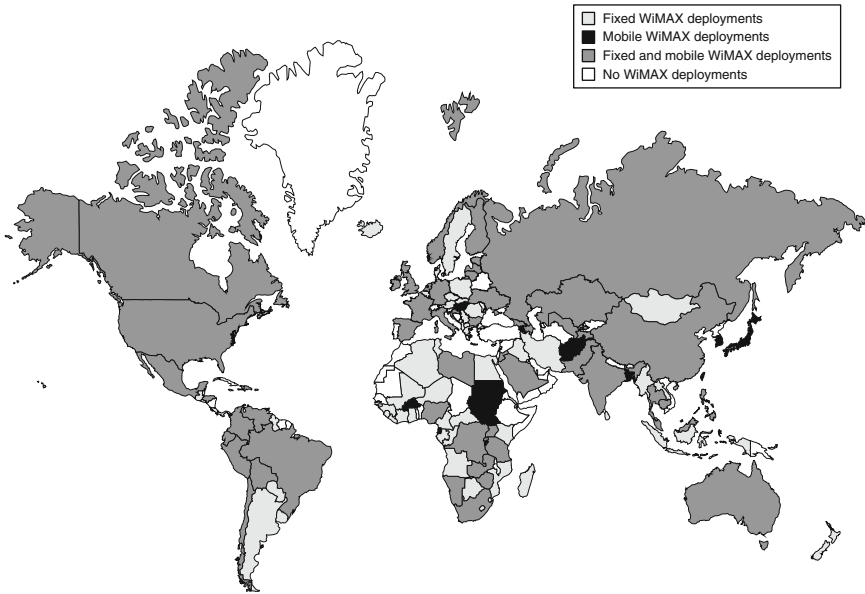 Fixed WiMAX deployments
Mobile WiMAX deployments
Fixed and mobile WiMAX deployments
No WiMAX deployments